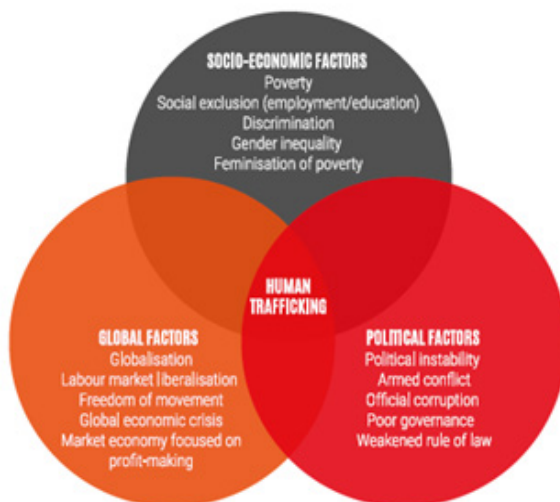 SOCIO-ECONOMIC FACTORS
Poverty
Social exclusion (employment/education)
Discrimination
Gender inequality
Feminisation of poverty
HUMAN
TRAFFICKING
GLOBAL FACTORS
Globalisation
Labour market liberalisation
Freedom of movement
Global economic crisis
Market economy focused on
profit-making
POLITICAL FACTORS
Political instability
Armed conflict
Official corruption
Poor governance
Weakened rule of law